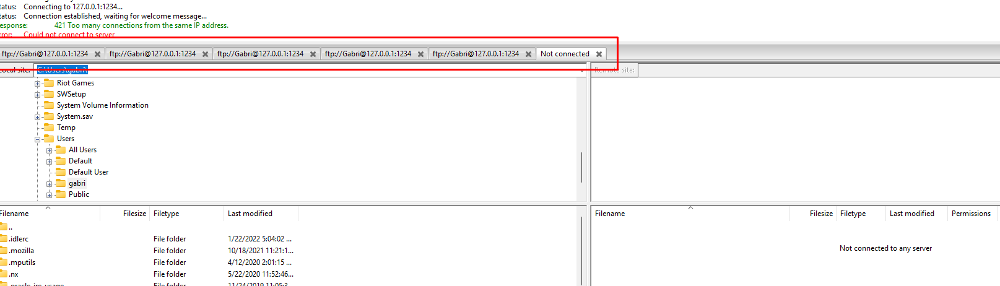 tatus: Connecting to 127.0.0.1:1234...
tatus: Connection established, waiting for welcome message...
esponse: 421 Too many connections from the same IP address.
rror: Could not connect to server
ftp://Gabri@127.0.0.1:1234 ftp://Gabri@127.0.0.1:1234 ftp://Gabri@127.0.0.1:1234 ftp://Gabri@127.0.0.1:1234 ftp://Gabri@127.0.0.1:1234 Not connected
ocal site: C:\Users\gabri\
Remote site:
Riot Games
SWSetup
System Volume Information
System.sav
Temp
Users
All Users
Default
Default User
gabri
Public
Filename Filesize Filetype Last modified
..
.idlerc File folder 1/22/2022 5:04:02 ...
.mozilla File folder 10/18/2021 11:21:1...
.mputils File folder 4/12/2020 2:01:15 ...
.nx File folder 5/22/2020 11:52:46...
.oracle_jre_usage File folder 11/24/2019 11:05:3
Filename Filesize Filetype Last modified Permissions
Not connected to any server